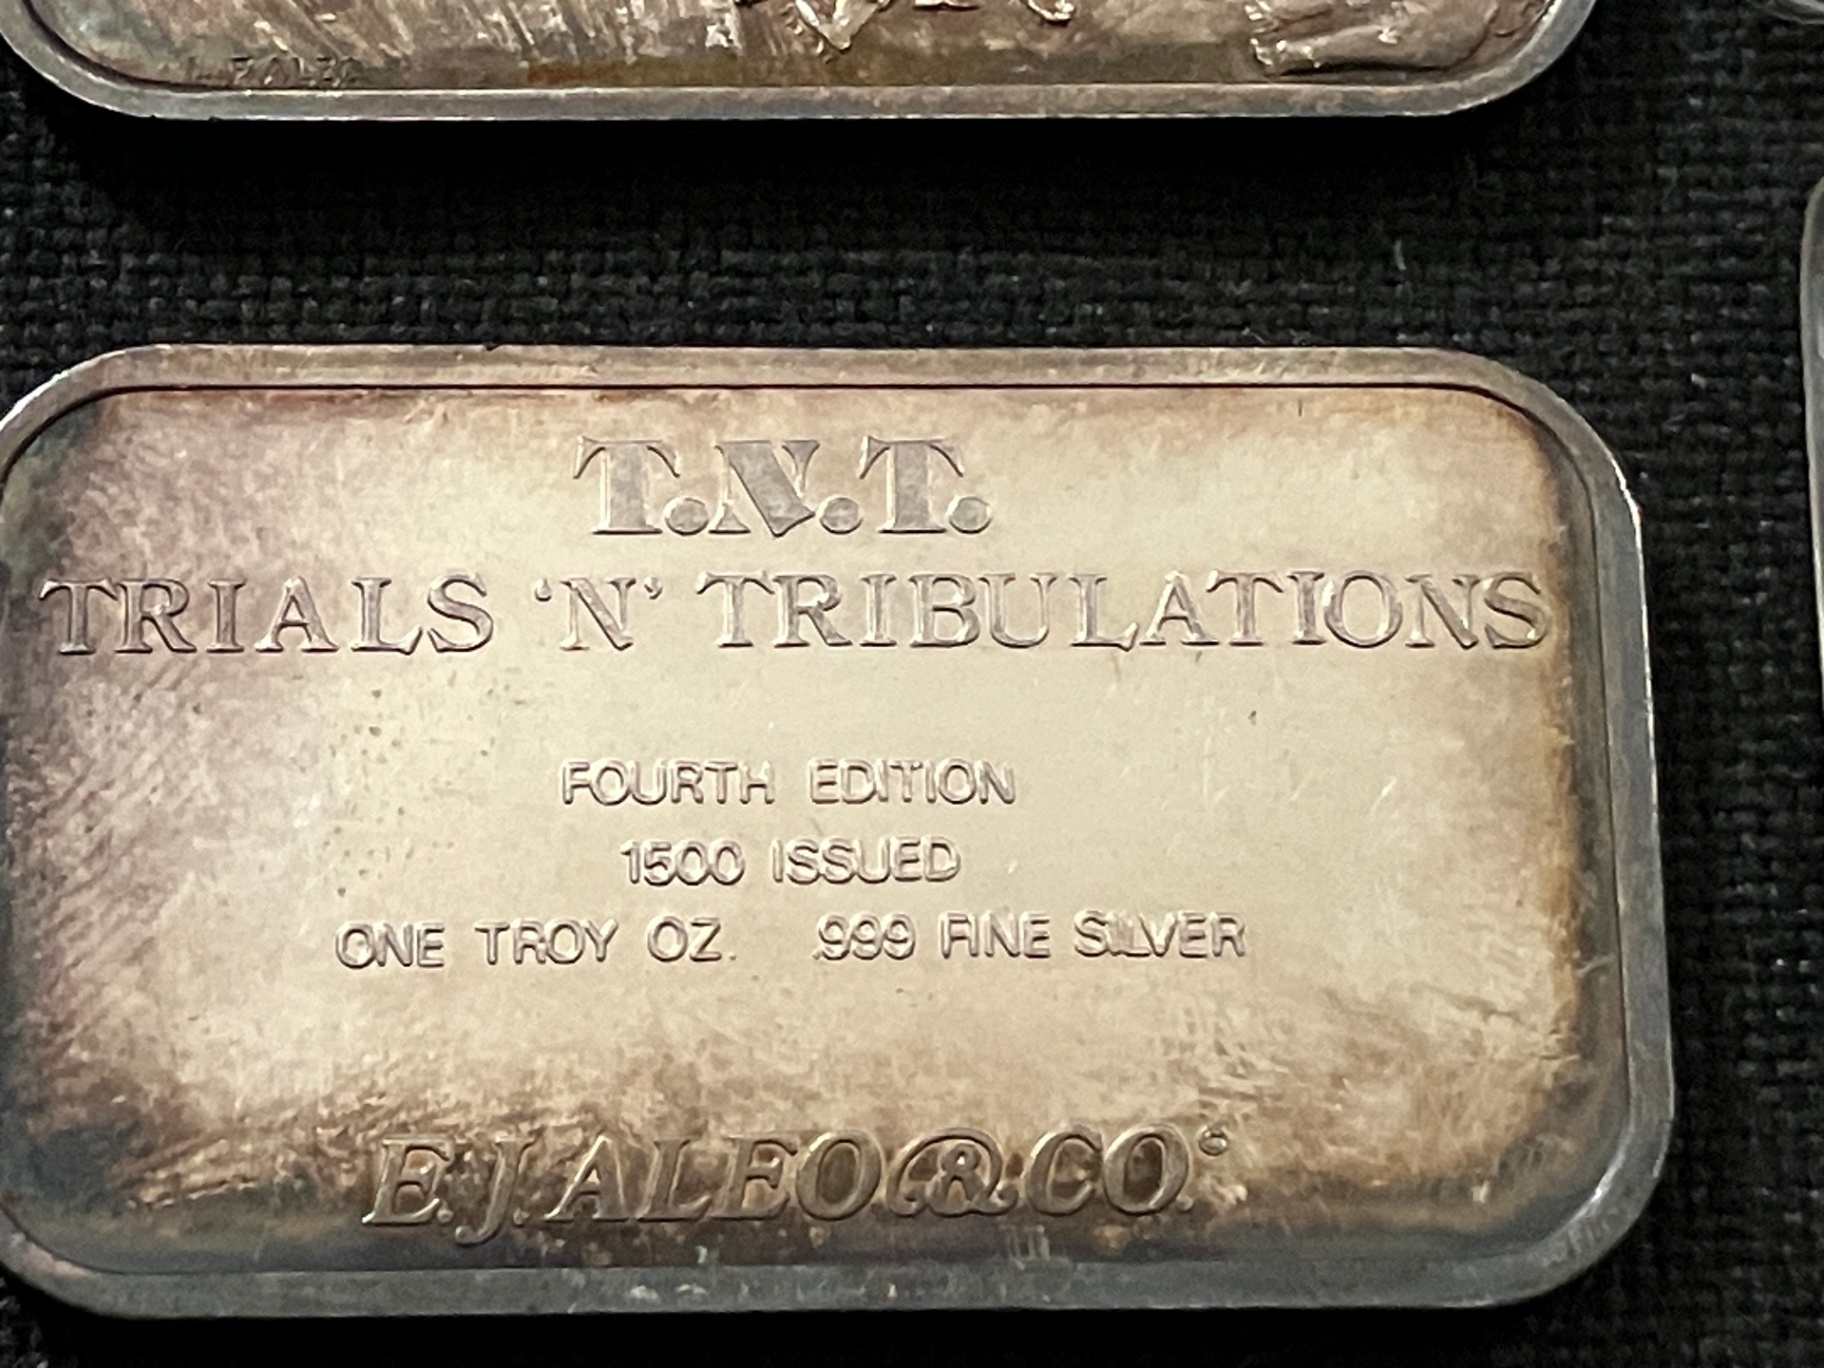 T.N.T.
TRIALS 'N' TRIBULATIONS
FOURTH EDITION
1500 ISSUED
ONE TROY OZ. .999 FINE SILVER
E.J. ALEO & CO. ©